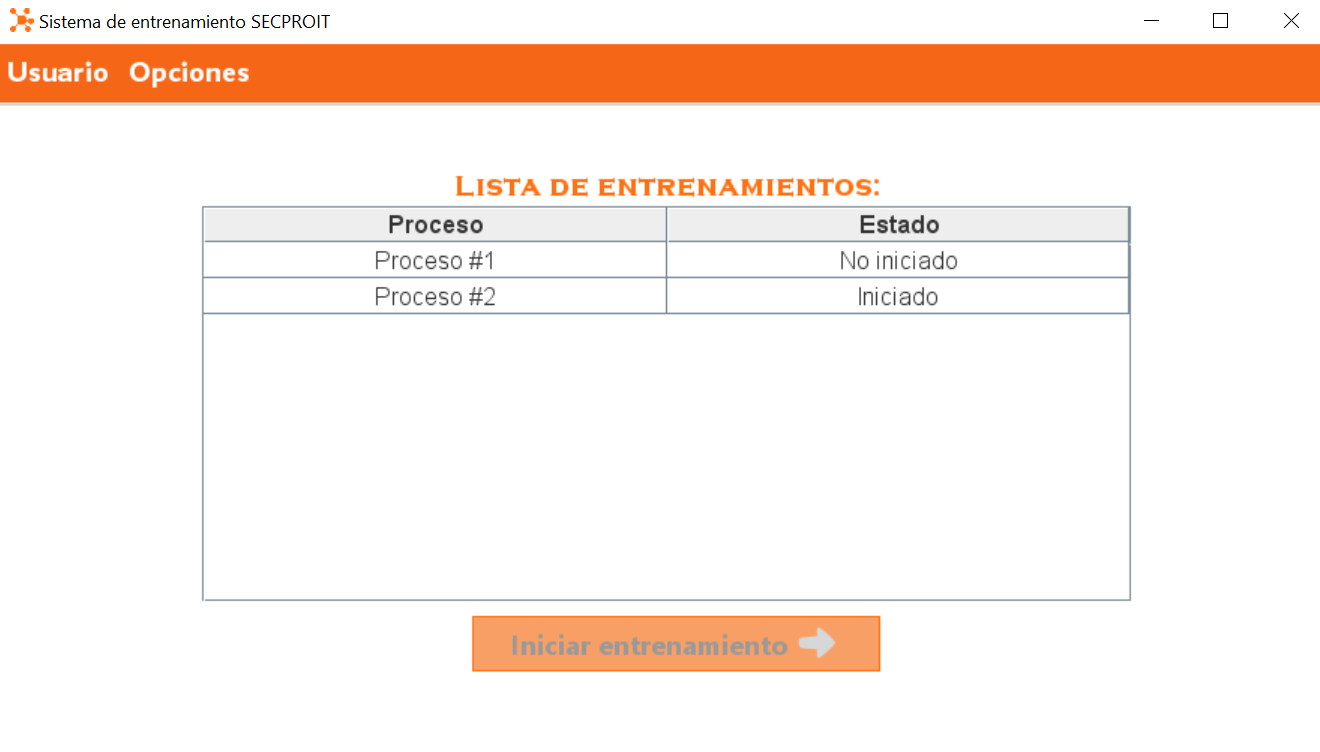 Sistema de entrenamiento SECPROIT
Usuario Opciones
Lista de entrenamientos:
Proceso Estado
Proceso #1 No iniciado
Proceso #2 Iniciado
Iniciar entrenamiento